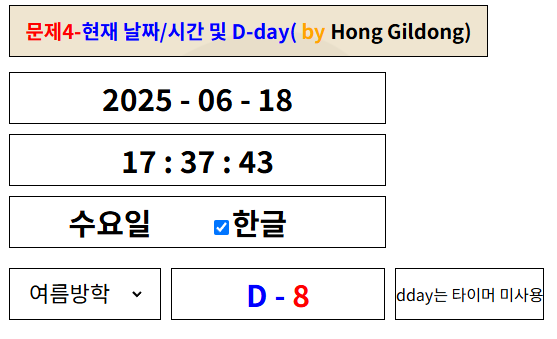 문제4-현재 날짜/시간 및 D-day( by Hong Gildong)
2025 - 06 - 18
17 : 37 : 43
수요일 한글
여름방학 D - 8 dday는 타이머 미사용